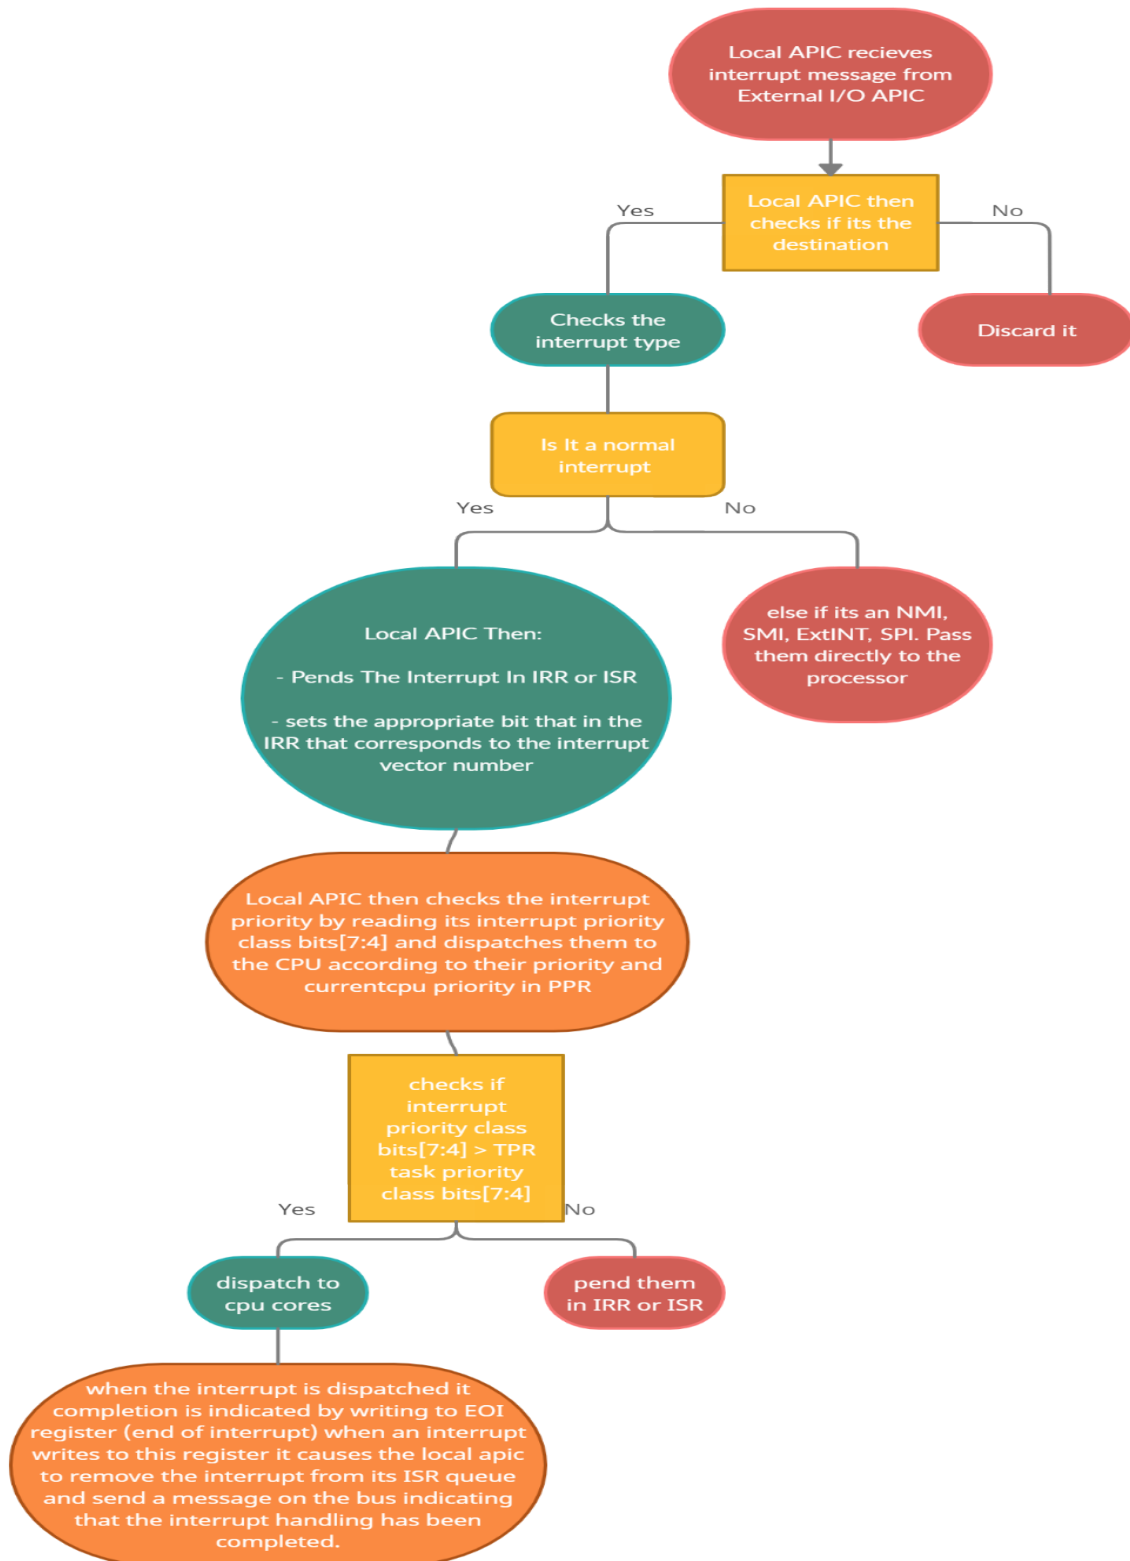 Local APIC recieves
interrupt message from
External I/O APIC
Local APIC then
checks if its the
destination
Yes
No
Checks the
interrupt type
Discard it
Is It a normal
interrupt
Yes
No
Local APIC Then:
- Pends The Interrupt In IRR or ISR
- sets the appropriate bit that in the
IRR that corresponds to the interrupt
vector number
else if its an NMI,
SMI, ExtINT, SPI. Pass
them directly to the
processor
Local APIC then checks the interrupt
priority by reading its interrupt priority
class bits[7:4] and dispatches them to
the CPU according to their priority and
currentcpu priority in PPR
checks if
interrupt
priority class
bits[7:4] > TPR
task priority
class bits[7:4]
Yes
No
dispatch to
cpu cores
pend them
in IRR or ISR
when the interrupt is dispatched it
completion is indicated by writing to EOI
register (end of interrupt) when an interrupt
writes to this register it causes the local apic
to remove the interrupt from its ISR queue
and send a message on the bus indicating
that the interrupt handling has been
completed.